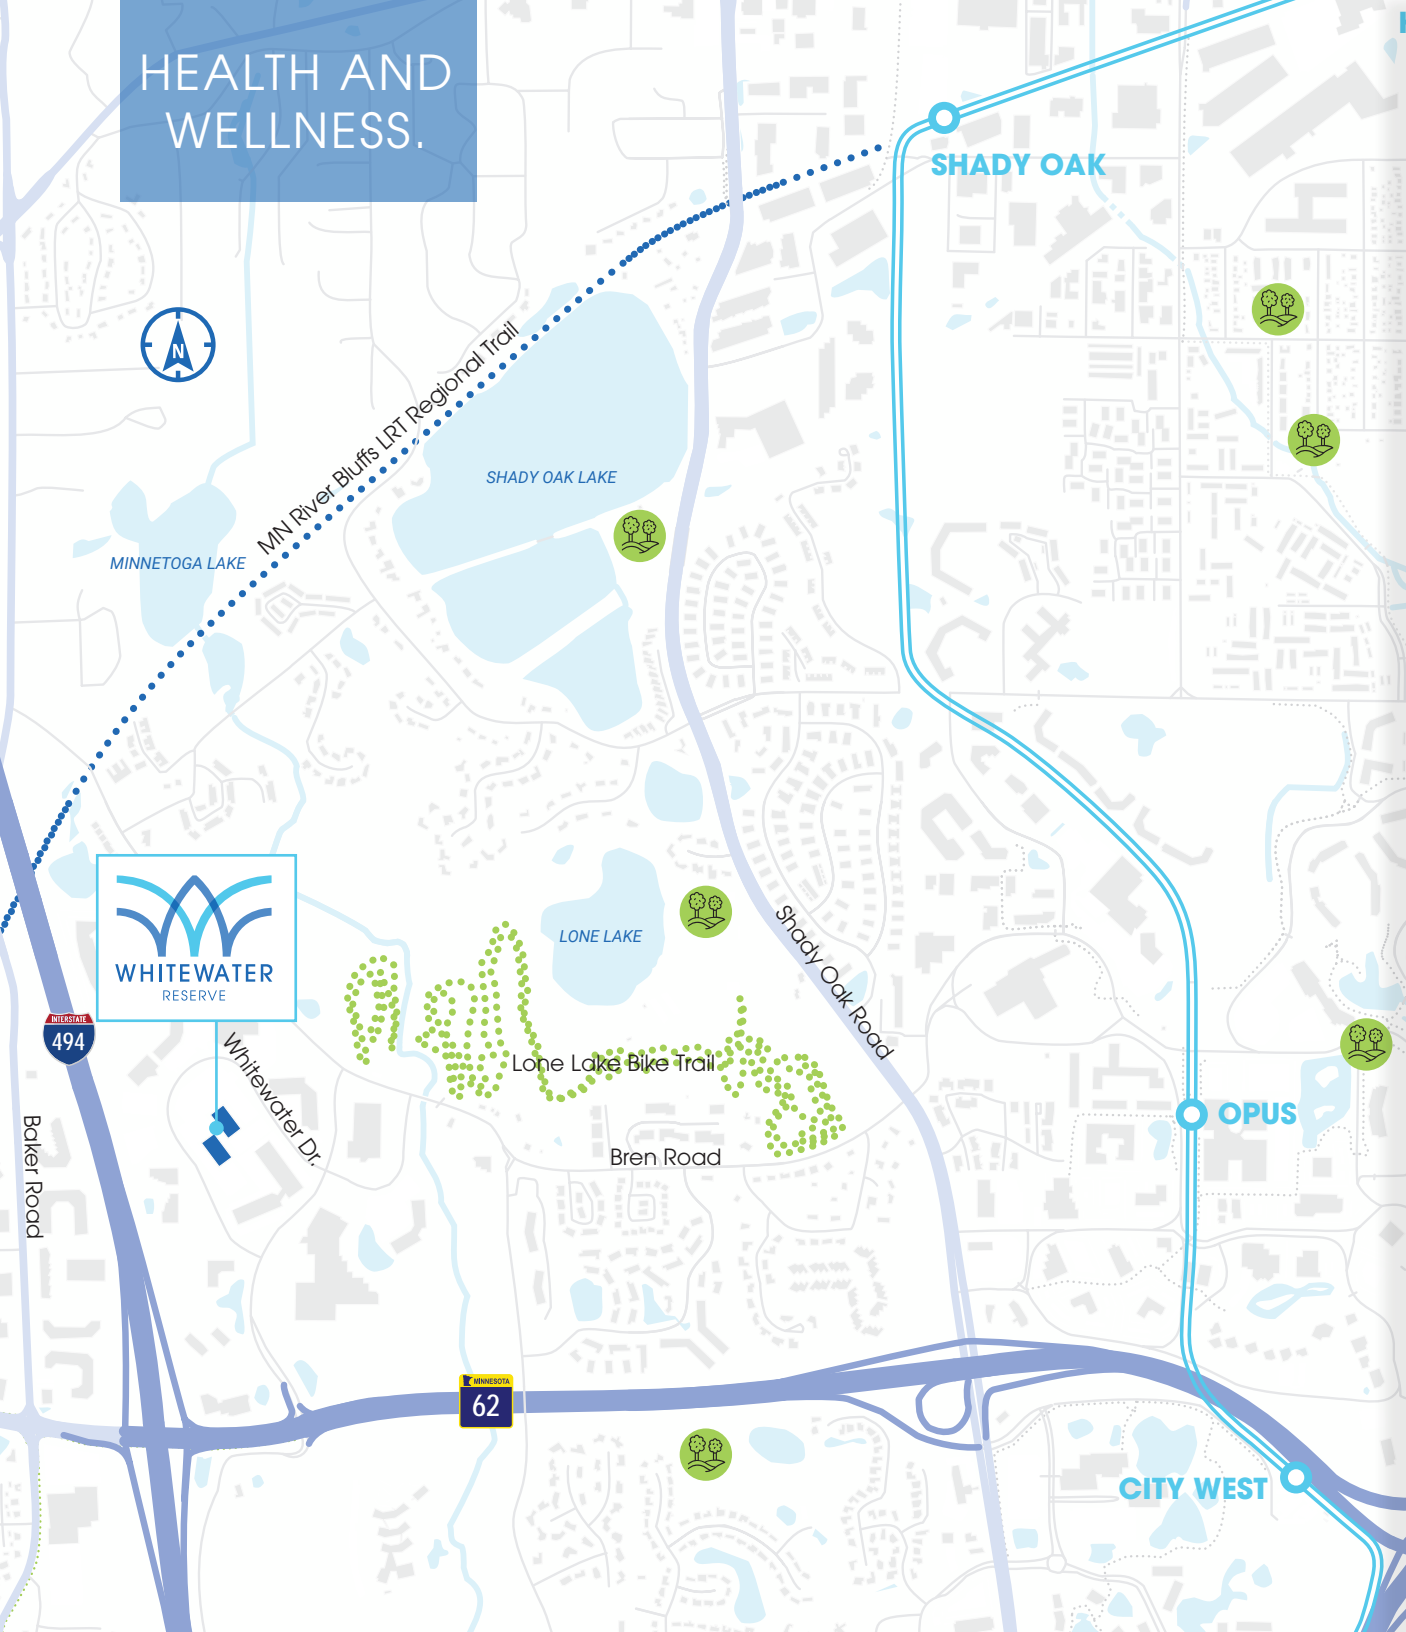 HEALTH AND
WELLNESS.
SHADY OAK
N
MN River Bluffs LRT Regional Trail
SHADY OAK LAKE
MINNETOGA LAKE
WHITEWATER
RESERVE
LONE LAKE
Shady Oak Road
INTERSTATE
494
Whitewater Dr.
Lone Lake Bike Trail
Baker Road
Bren Road
OPUS
MINNESOTA
62
CITY WEST